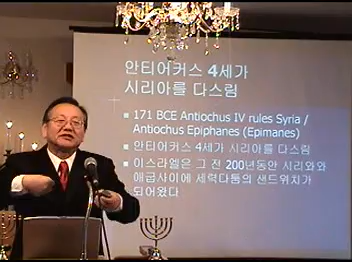 안티어커스 4세가
시리아를 다스림
171 BCE Antiochus IV rules Syria /
Antiochus Epiphanes (Epimanes)
안티어커스 4세가 시리아를 다스림
이스라엘은 그 전 200년동안 시리와와
애급사이에 세력다툼의 샌드위치가
되어왔다